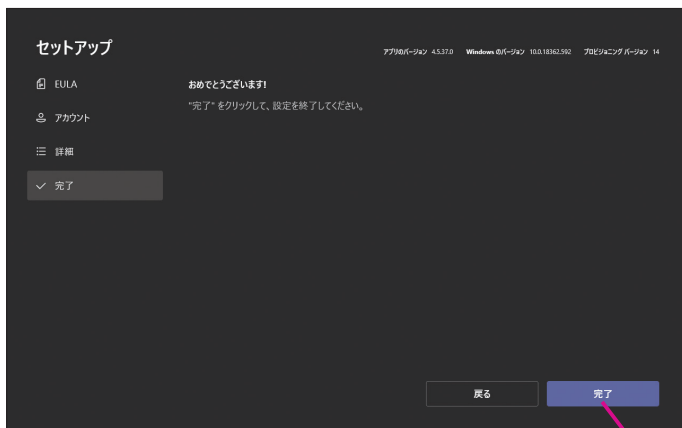 セットアップ
アプリのバージョン 4.5.37.0 Windows のバージョン 10.0.18362.592 プロビジョニング バージョン 14
EULA
アカウント
詳細
完了
おめでとうございます!
"完了" をクリックして、設定を終了してください。
戻る
完了